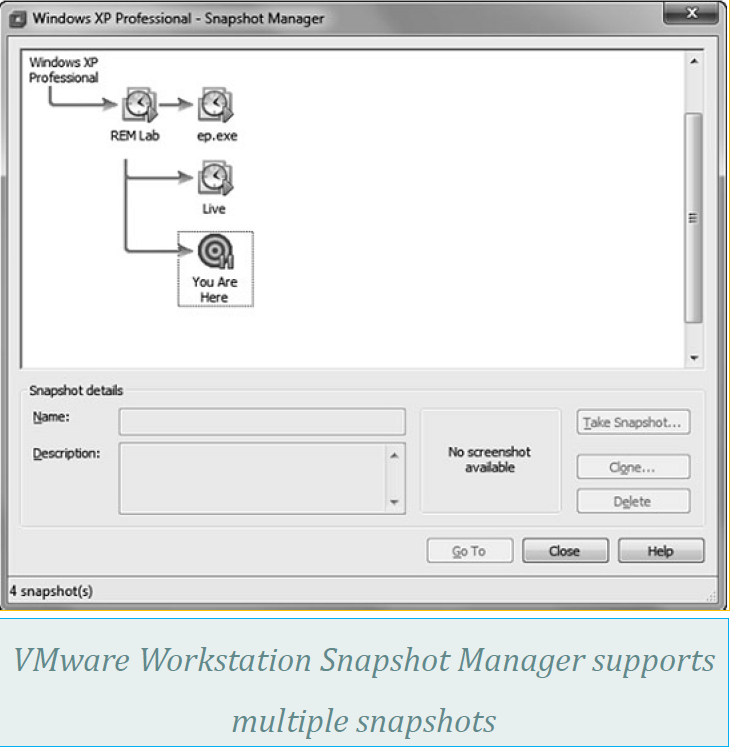 Windows XP Professional - Snapshot Manager
Windows XP
Professional
REM Lab
ep.exe
Live
You Are
Here
Snapshot details
Name:
Description:
No screenshot
available
Take Snapshot...
Clone...
Delete
Go To
Close
Help
4 snapshot(s)
VMware Workstation Snapshot Manager supports
multiple snapshots